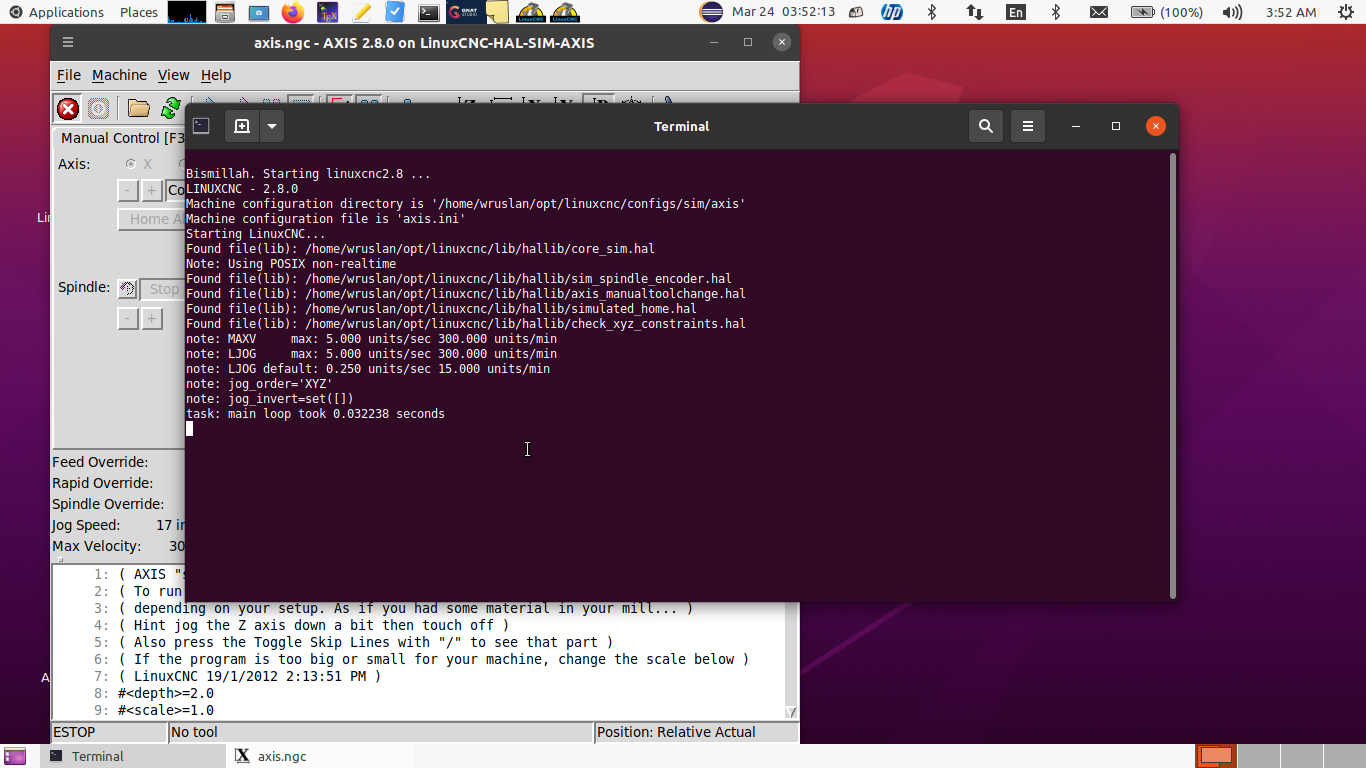 Applications Places Mar 24 03:52:13 En (100%) 3:52 AM
axis.ngc - AXIS 2.8.0 on LinuxCNC-HAL-SIM-AXIS
File Machine View Help
Manual Control [F3
Axis: X
- + Co
Home A
Spindle: Stop
- +
Feed Override:
Rapid Override:
Spindle Override:
Jog Speed: 17 in
Max Velocity: 30
Terminal
Bismillah. Starting linuxcnc2.8 ...
LINUXCNC - 2.8.0
Machine configuration directory is '/home/wruslan/opt/linuxcnc/configs/sim/axis'
Machine configuration file is 'axis.ini'
Starting LinuxCNC...
Found file(lib): /home/wruslan/opt/linuxcnc/lib/hallib/core_sim.hal
Note: Using POSIX non-realtime
Found file(lib): /home/wruslan/opt/linuxcnc/lib/hallib/sim_spindle_encoder.hal
Found file(lib): /home/wruslan/opt/linuxcnc/lib/hallib/axis_manualtoolchange.hal
Found file(lib): /home/wruslan/opt/linuxcnc/lib/hallib/simulated_home.hal
Found file(lib): /home/wruslan/opt/linuxcnc/lib/hallib/check_xyz_constraints.hal
note: MAXV     max: 5.000 units/sec 300.000 units/min
note: LJOG     max: 5.000 units/sec 300.000 units/min
note: LJOG default: 0.250 units/sec 15.000 units/min
note: jog_order='XYZ'
note: jog_invert=set([])
task: main loop took 0.032238 seconds
1: ( AXIS "s
2: ( To run
3: ( depending on your setup. As if you had some material in your mill... )
4: ( Hint jog the Z axis down a bit then touch off )
5: ( Also press the Toggle Skip Lines with "/" to see that part )
6: ( If the program is too big or small for your machine, change the scale below )
7: ( LinuxCNC 19/1/2012 2:13:51 PM )
8: #<depth>=2.0
9: #<scale>=1.0
ESTOP No tool Position: Relative Actual
Terminal axis.ngc